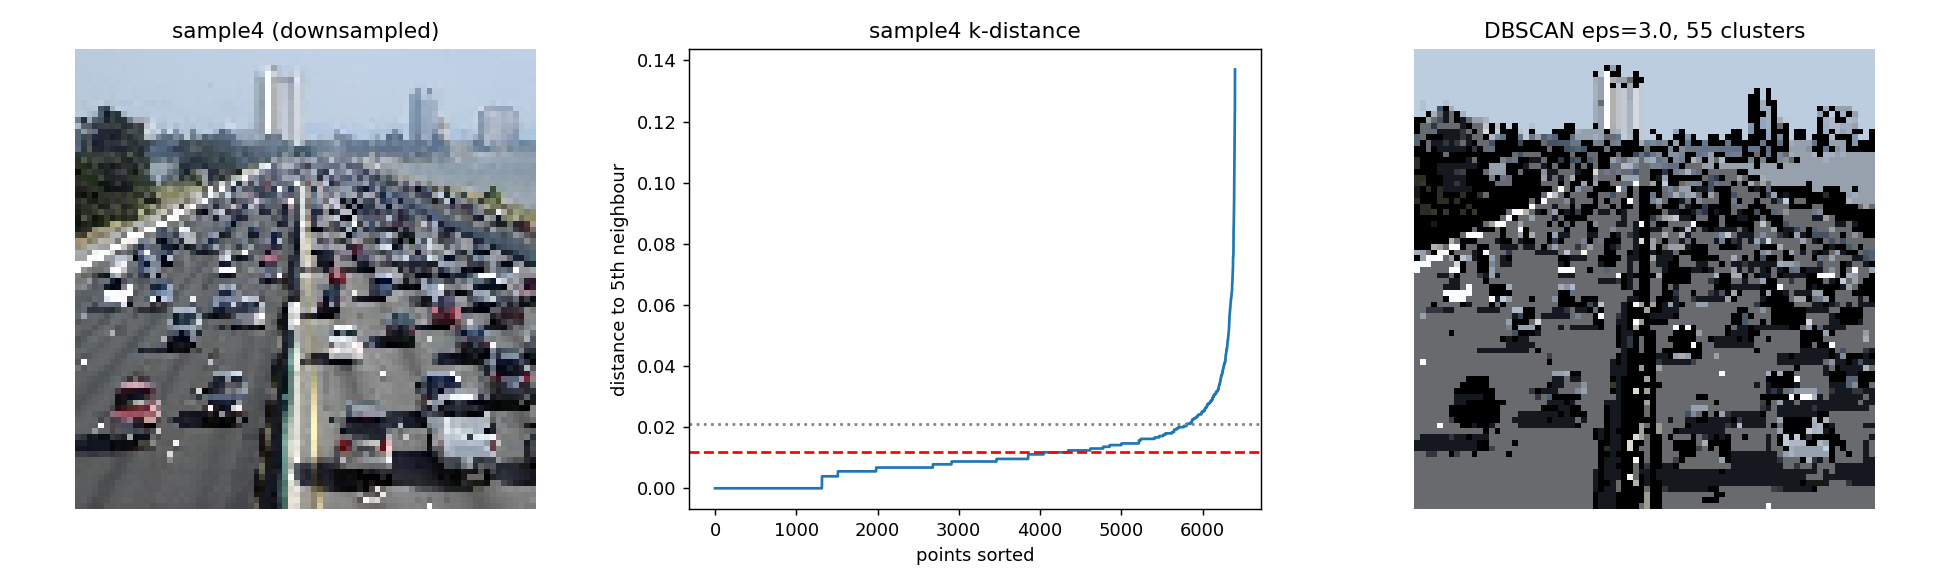 sample4 (downsampled)
sample4 k-distance
distance to 5th neighbour
0.14
0.12
0.10
0.08
0.06
0.04
0.02
0.00
0 1000 2000 3000 4000 5000 6000
points sorted
DBSCAN eps=3.0, 55 clusters